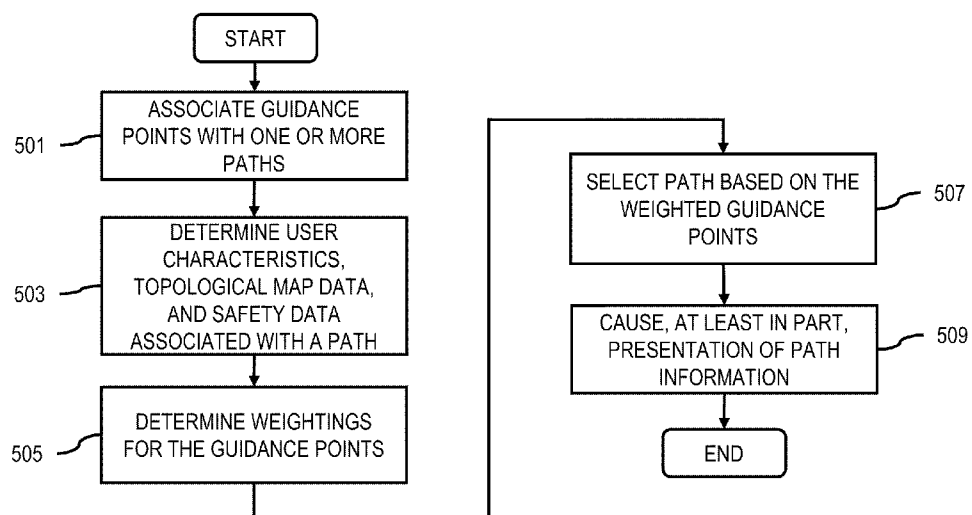 START
501
ASSOCIATE GUIDANCE
POINTS WITH ONE OR MORE
PATHS
503
DETERMINE USER
CHARACTERISTICS,
TOPOLOGICAL MAP DATA,
AND SAFETY DATA
ASSOCIATED WITH A PATH
505
DETERMINE WEIGHTINGS
FOR THE GUIDANCE POINTS
SELECT PATH BASED ON THE
WEIGHTED GUIDANCE
POINTS
507
CAUSE, AT LEAST IN PART,
PRESENTATION OF PATH
INFORMATION
509
END